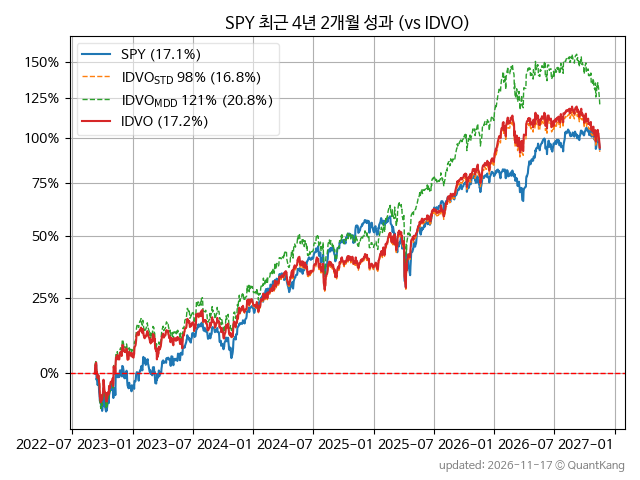 SPY 최근 4년 2개월 성과 (vs IDVO)
SPY (17.1%)
IDVO_STD 98% (16.8%)
IDVO_MDD 121% (20.8%)
IDVO (17.2%)
150%
125%
100%
75%
50%
25%
0%
2022-07 2023-01 2023-07 2024-01 2024-07 2025-01 2025-07 2026-01 2026-07 2027-01
updated: 2026-11-17 © QuantKang